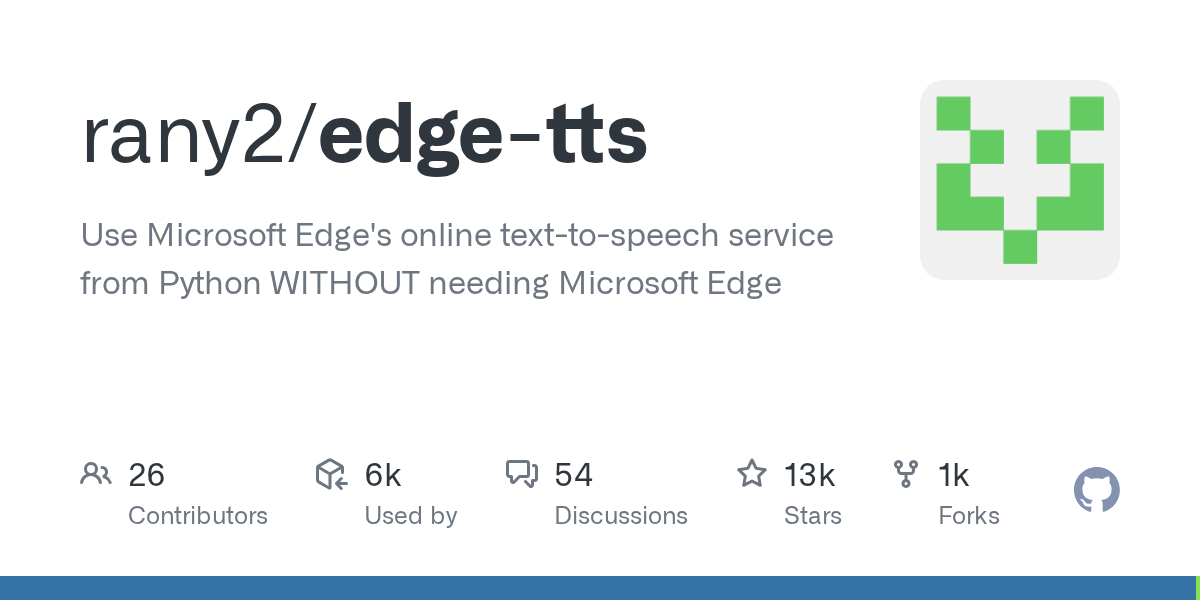 rany2/edge-tts
Use Microsoft Edge's online text-to-speech service
from Python WITHOUT needing Microsoft Edge
26 6k 54 13k 1k
Contributors Used by Discussions Stars Forks